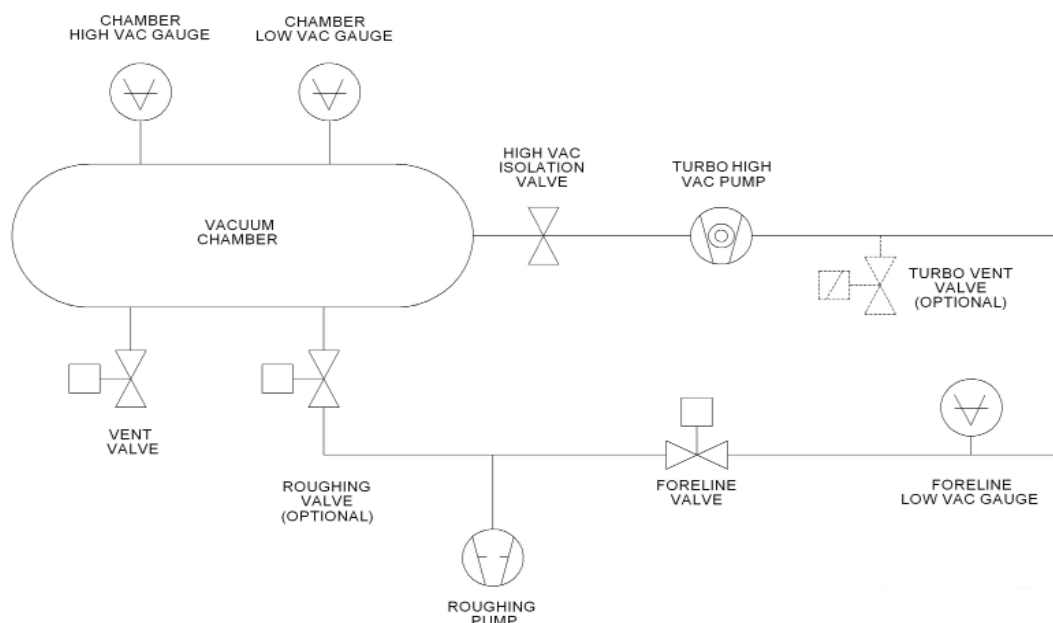 CHAMBER
HIGH VAC GAUGE
CHAMBER
LOW VAC GAUGE
HIGH VAC
ISOLATION
VALVE
TURBO HIGH
VAC PUMP
VACUUM
CHAMBER
TURBO VENT
VALVE
(OPTIONAL)
VENT
VALVE
ROUGHING
VALVE
(OPTIONAL)
FORELINE
VALVE
FORELINE
LOW VAC GAUGE
ROUGHING
PUMP